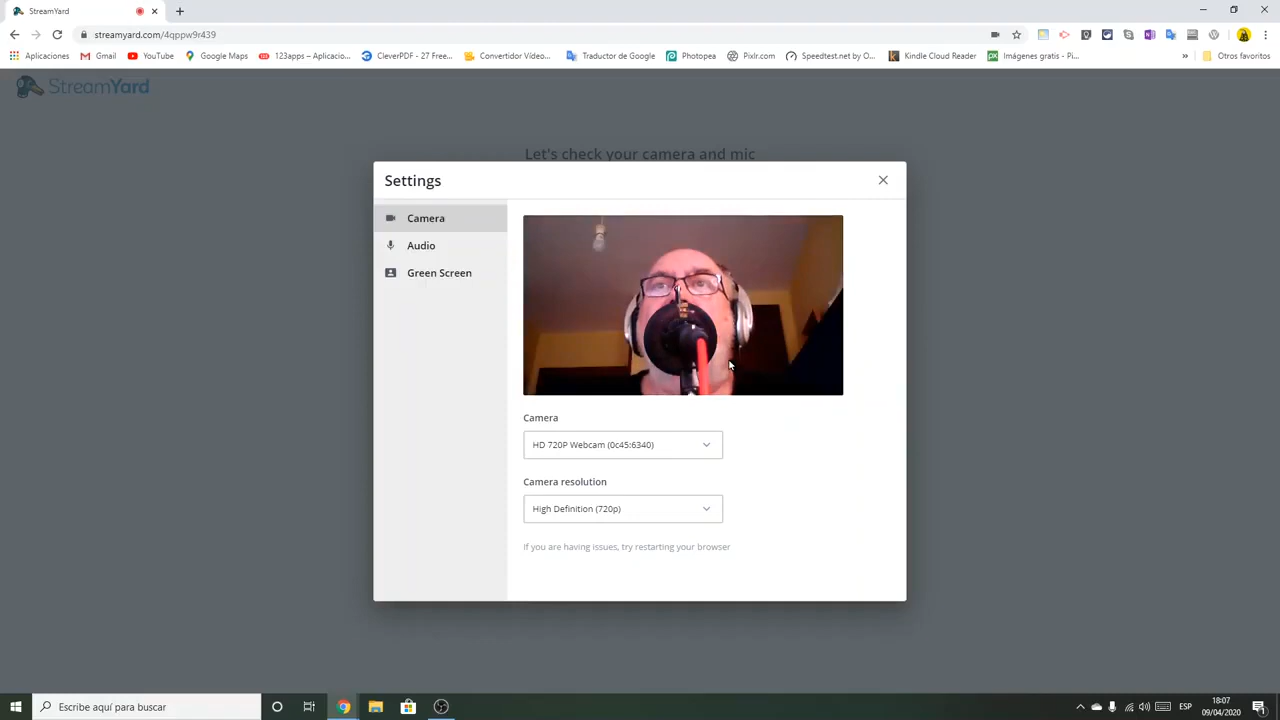 StreamYard
streamyard.com/4qppw9r439
Aplicaciones
Gmail
YouTube
Google Maps
123apps – Aplicacio...
CleverPDF - 27 Free...
Convertidor Vídeo...
Traductor de Google
Photopea
Pixlr.com
Speedtest.net by O...
Kindle Cloud Reader
Imágenes gratis - Pi...
»
Otros favoritos
StreamYard
Let's check your camera and mic
Settings
Camera
Audio
Green Screen
Camera
HD 720P Webcam (0c45:6340)
Camera resolution
High Definition (720p)
If you are having issues, try restarting your browser
Escribe aquí para buscar
ESP
18:07
09/04/2020